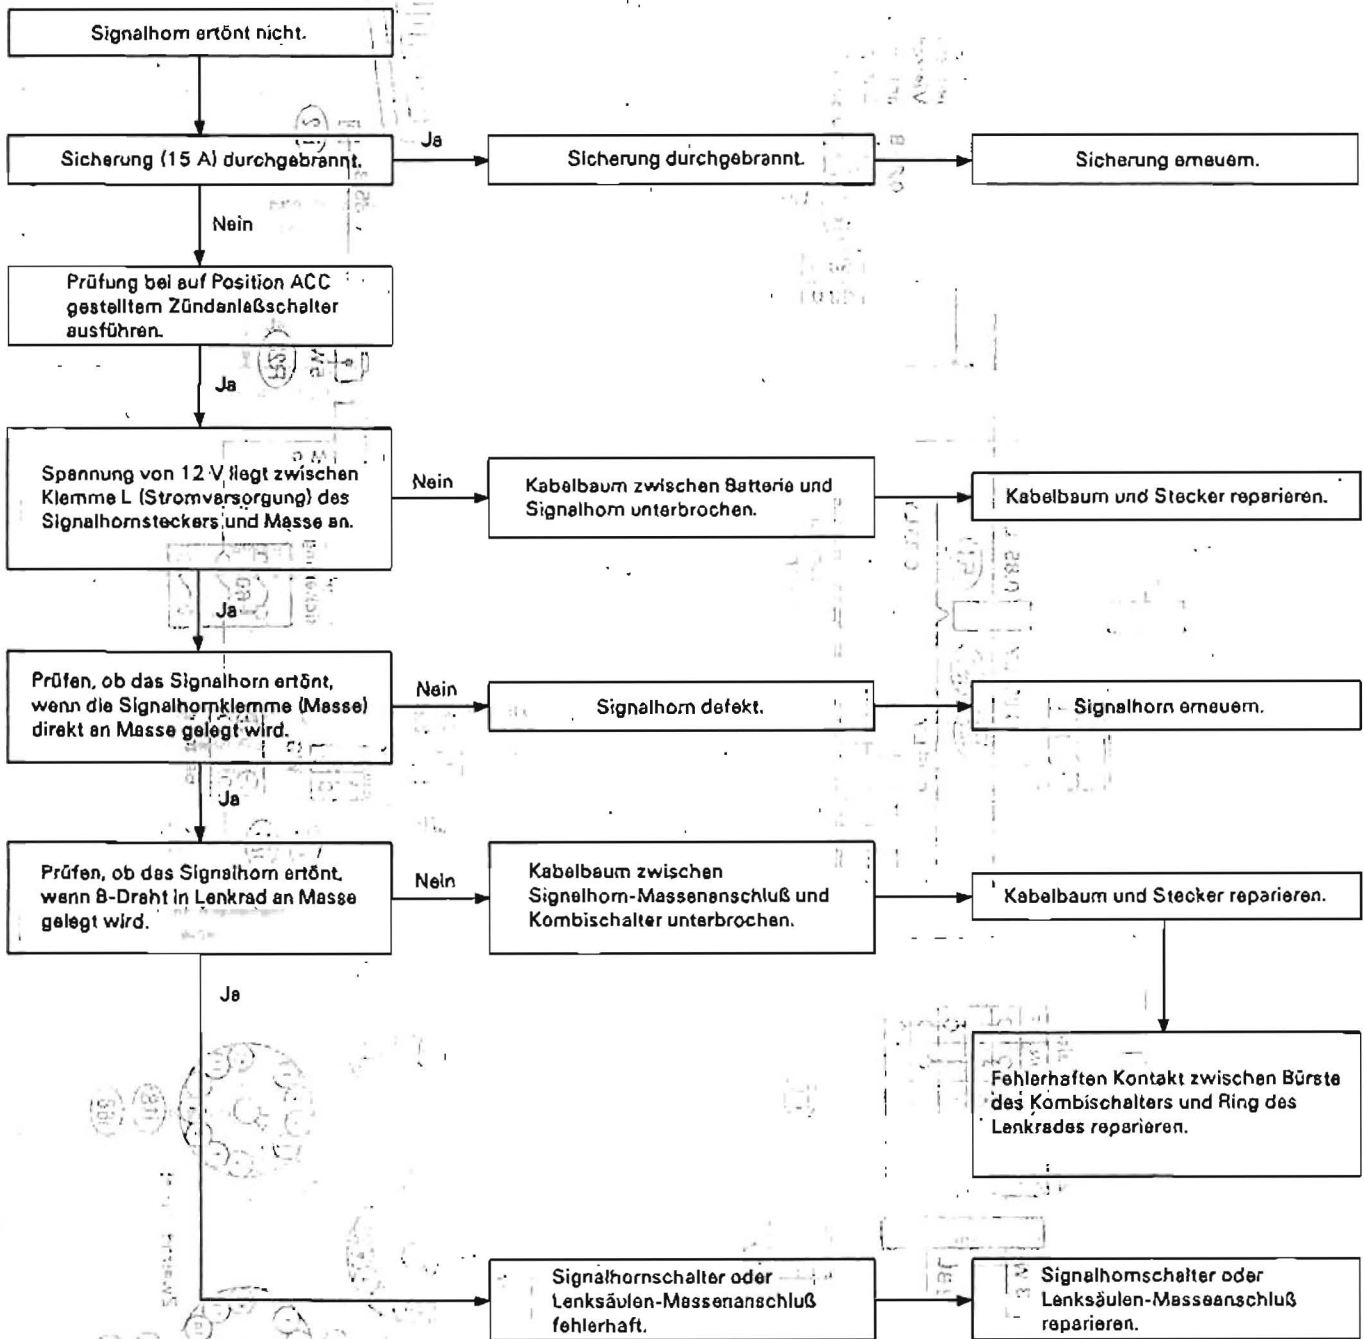 Signalhorn ertönt nicht.
Sicherung (15 A) durchgebrannt.
Ja
Sicherung durchgebrannt.
Sicherung erneuern.
Nein
Prüfung bei auf Position ACC
gestelltem Zündanlaßschalter
ausführen.
Ja
Spannung von 12 V liegt zwischen
Klemme L (Stromversorgung) des
Signalhornsteckers und Masse an.
Nein
Kabelbaum zwischen Batterie und
Signalhorn unterbrochen.
Kabelbaum und Stecker reparieren.
Ja
Prüfen, ob das Signalhorn ertönt,
wenn die Signalhornklemme (Masse)
direkt an Masse gelegt wird.
Nein
Signalhorn defekt.
Signalhorn erneuern.
Ja
Prüfen, ob das Signalhorn ertönt,
wenn B-Draht in Lenkrad an Masse
gelegt wird.
Nein
Kabelbaum zwischen
Signalhorn-Massenanschluß und
Kombischalter unterbrochen.
Kabelbaum und Stecker reparieren.
Ja
Fehlerhaften Kontakt zwischen Bürste
des Kombischalters und Ring des
Lenkrades reparieren.
Signalhornschalter oder
Lenksäulen-Massenanschluß
fehlerhaft.
Signalhornschalter oder
Lenksäulen-Masseanschluß
reparieren.